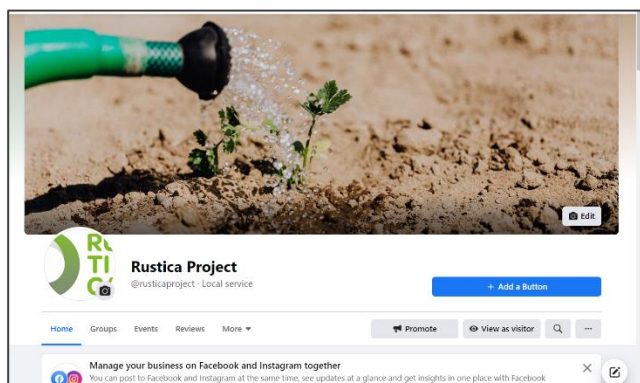 Edit
RU
TI
Rustica Project
@rusticaproject · Local service
+ Add a Button
Home Groups Events Reviews More
Promote View as visitor ...
Manage your business on Facebook and Instagram together
You can post to Facebook and Instagram at the same time, see updates at a glance and get insights in one place with Facebook